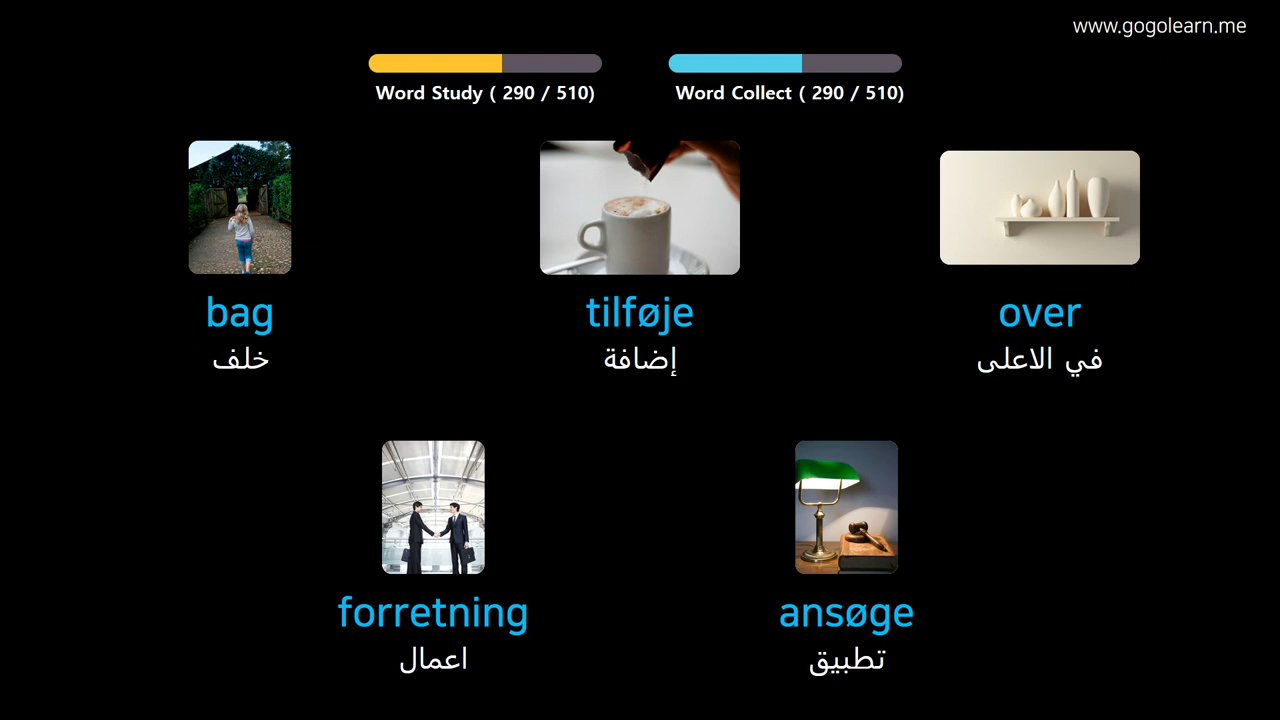 www.gogolearn.me
Word Study ( 290 / 510)
Word Collect ( 290 / 510)
bag
خلف
tilføje
إضافة
over
في الاعلى
forretning
اعمال
ansøge
تطبيق